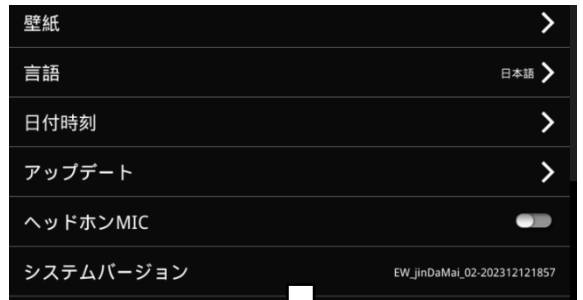 壁紙
言語 日本語
日付時刻
アップデート
ヘッドホンMIC
システムバージョン EW_jinDaMai_02-202312121857